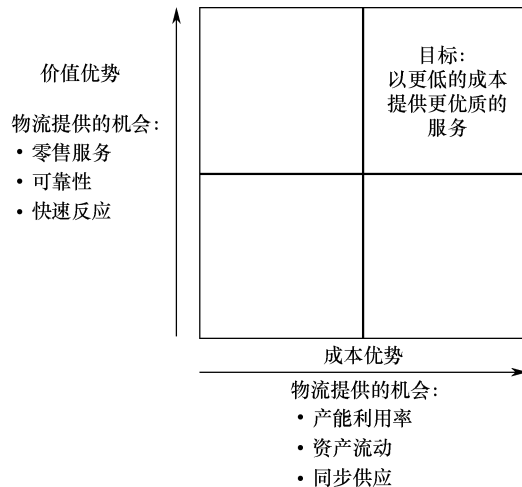 价值优势
物流提供的机会：
• 零售服务
• 可靠性
• 快速反应
目标：
以更低的成本
提供更优质的
服务
成本优势
物流提供的机会：
• 产能利用率
• 资产流动
• 同步供应